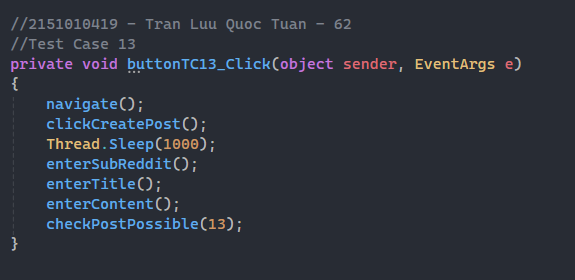 //2151010419 - Tran Luu Quoc Tuan - 62
//Test Case 13
private void buttonTC13_Click(object sender, EventArgs e)
{
    navigate();
    clickCreatePost();
    Thread.Sleep(1000);
    enterSubReddit();
    enterTitle();
    enterContent();
    checkPostPossible(13);
}